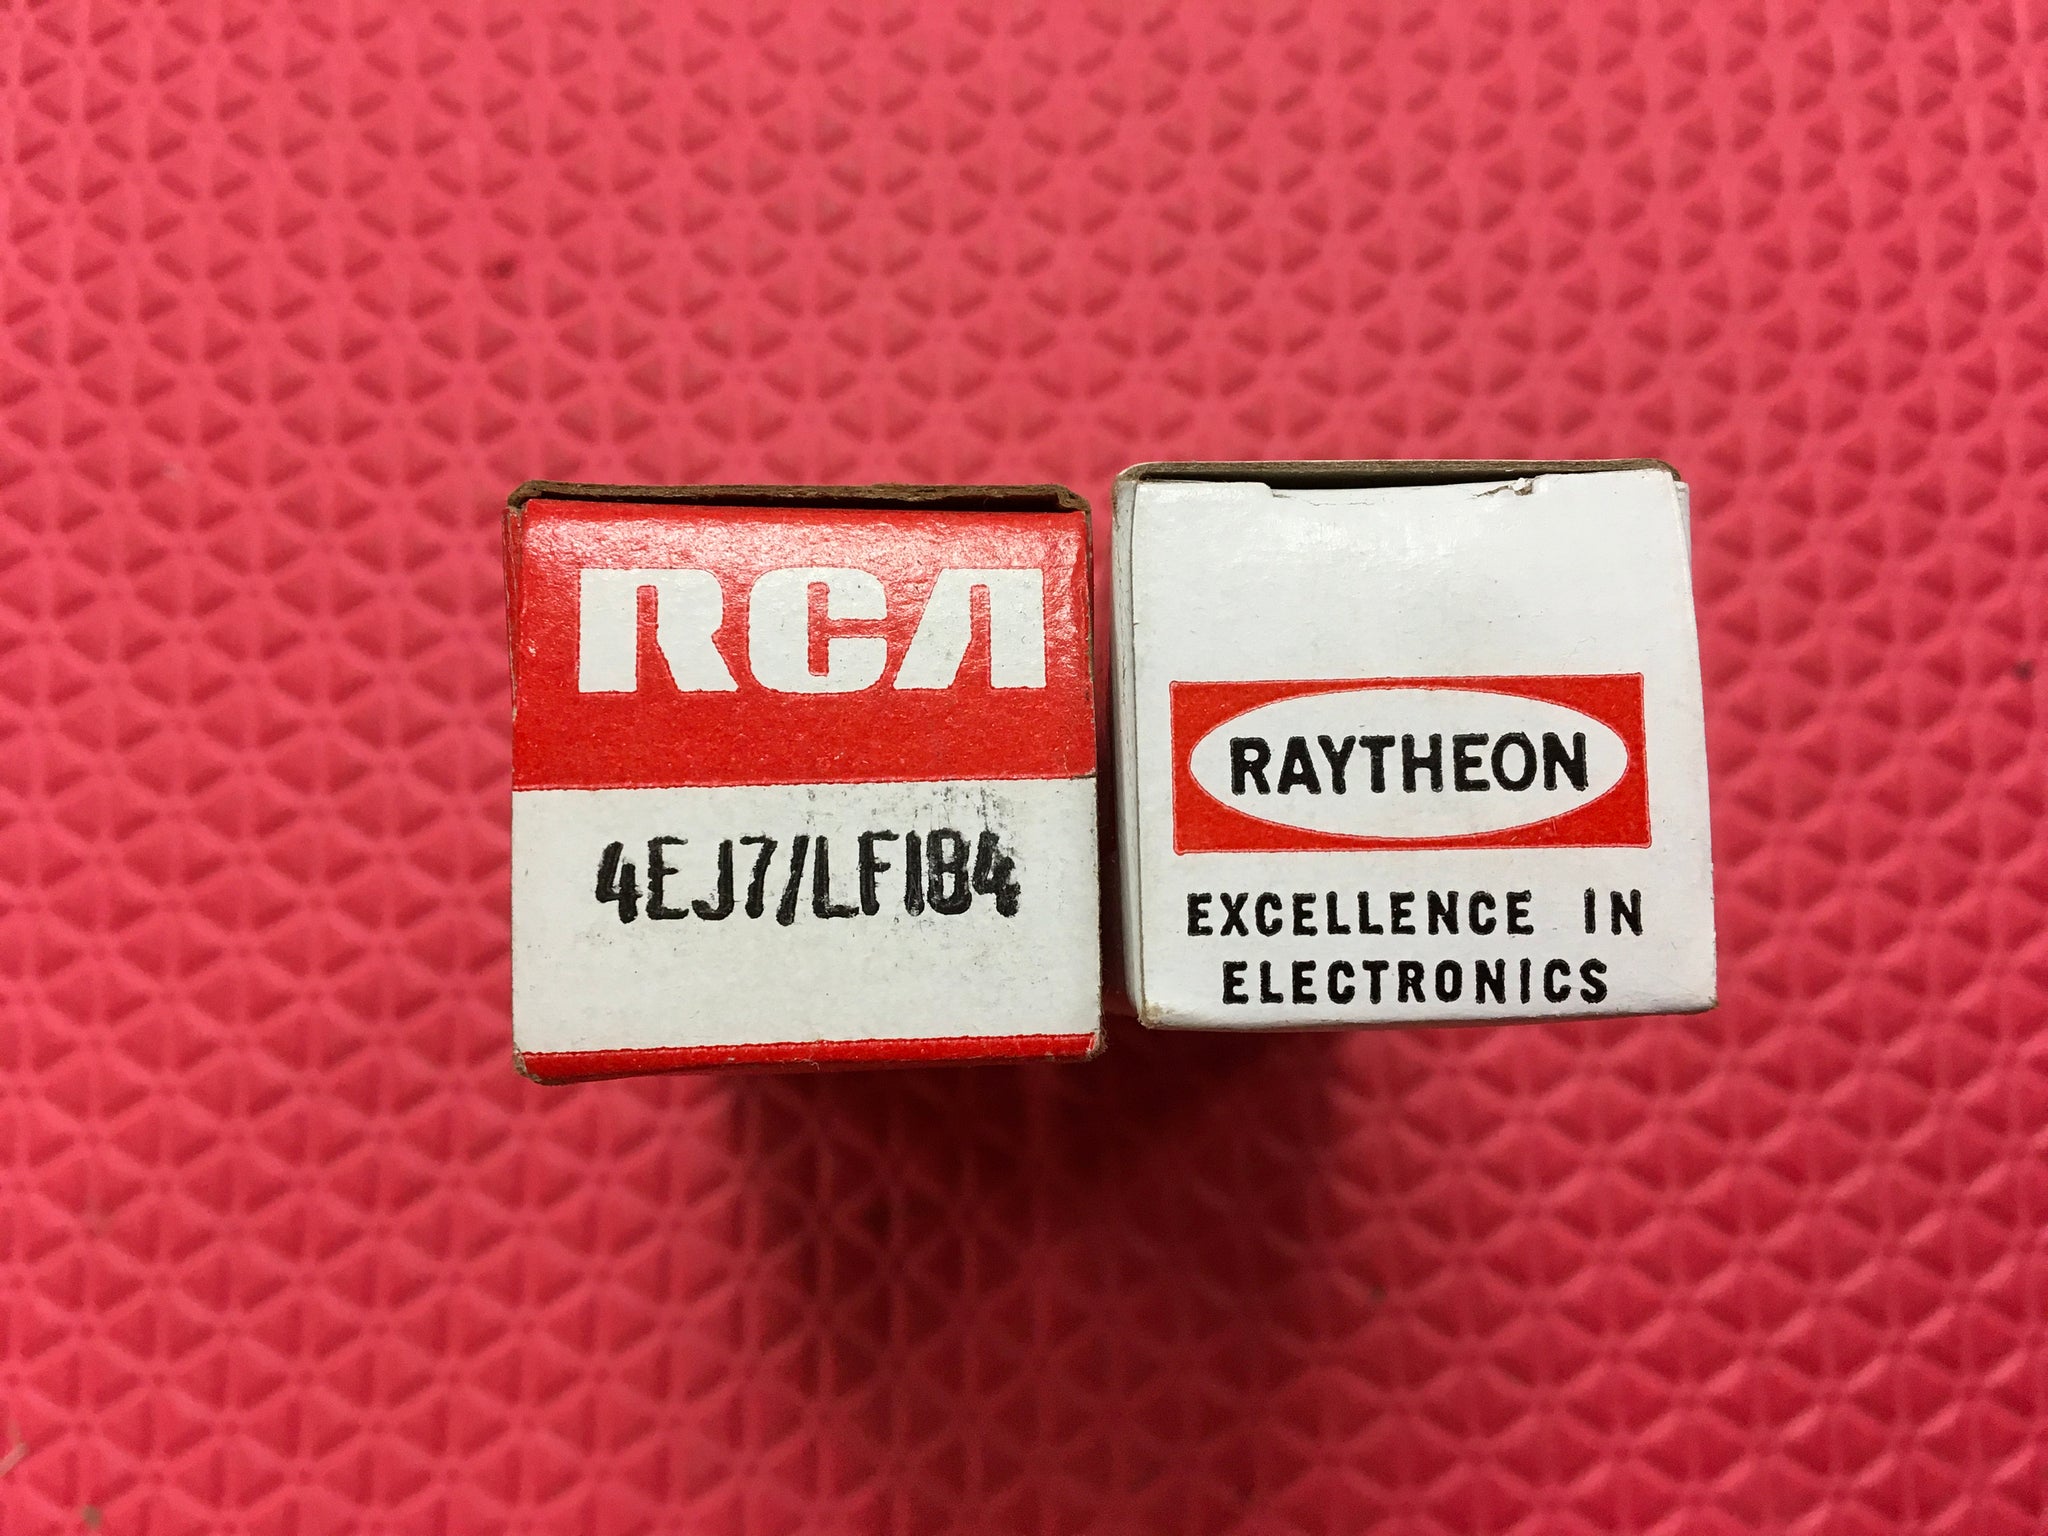 RCA
4EJ7/LF184
RAYTHEON
EXCELLENCE IN
ELECTRONICS